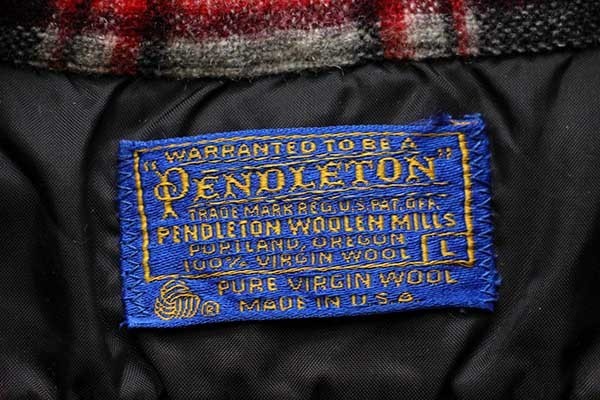 WARRANTED TO BE A
"PENDLETON"
TRADE MARK REG. U.S. PAT. OFF.
PENDLETON WOOLEN MILLS
PORTLAND, OREGON
100% VIRGIN WOOL
L
PURE VIRGIN WOOL
® MADE IN U.S.A